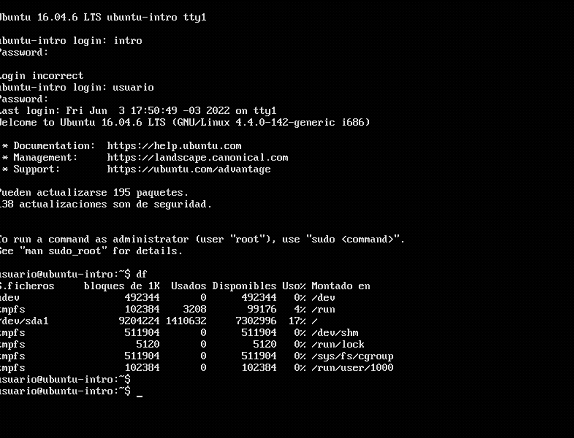 Ubuntu 16.04.6 LTS ubuntu-intro tty1
ubuntu-intro login: intro
Password:
Login incorrect
ubuntu-intro login: usuario
Password:
Last login: Fri Jun  3 17:50:49 -03 2022 on tty1
Welcome to Ubuntu 16.04.6 LTS (GNU/Linux 4.4.0-142-generic i686)
* Documentation:  https://help.ubuntu.com
* Management:     https://landscape.canonical.com
* Support:        https://ubuntu.com/advantage
Pueden actualizarse 195 paquetes.
138 actualizaciones son de seguridad.
To run a command as administrator (user "root"), use "sudo <command>".
See "man sudo_root" for details.
usuario@ubuntu-intro:~$ df
S.ficheros     bloques de 1K  Usados Disponibles Uso% Montado en
udev                  492344       0      492344   0% /dev
tmpfs                 102384    3208       99176   4% /run
/dev/sda1            9204224 1410632     7302996  17% /
tmpfs                 511904       0      511904   0% /dev/shm
tmpfs                   5120       0        5120   0% /run/lock
tmpfs                 511904       0      511904   0% /sys/fs/cgroup
tmpfs                 102384       0      102384   0% /run/user/1000
usuario@ubuntu-intro:~$
usuario@ubuntu-intro:~$ _